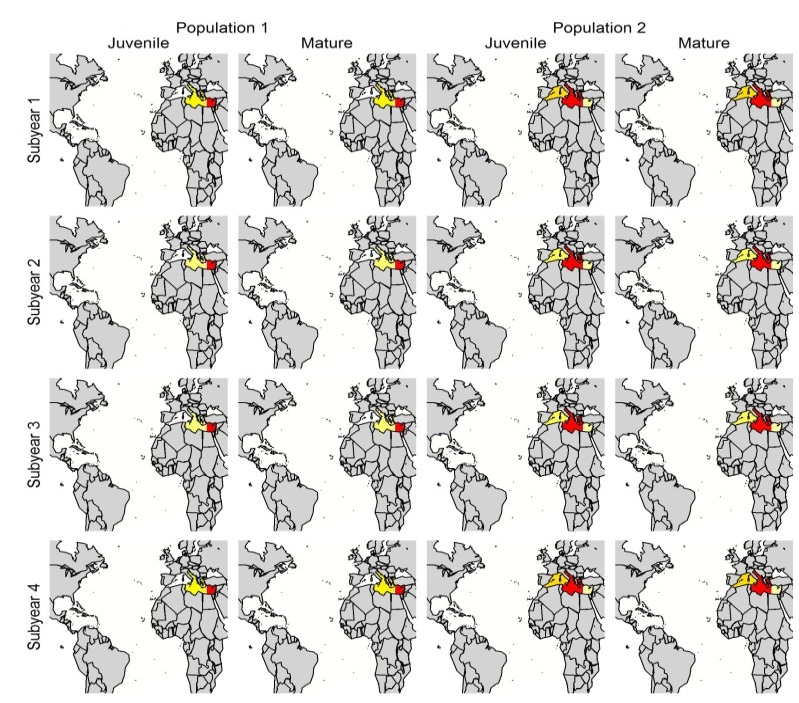 Population 1 Population 2
Juvenile Mature Juvenile Mature
Subyear 1
Subyear 2
Subyear 3
Subyear 4